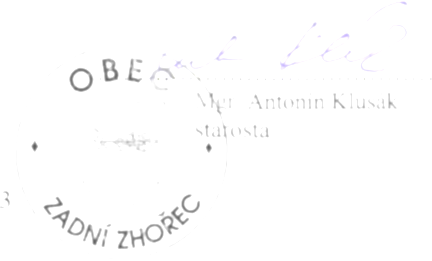 OBEC
Mgr. Antonín Klusák
starosta
3
ZADNÍ ZHOŘEC